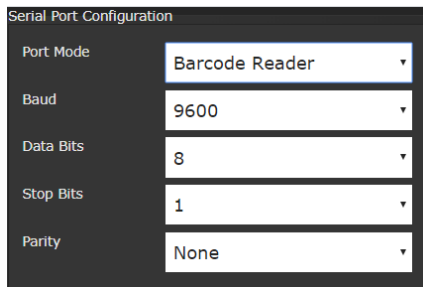 Serial Port Configuration
Port Mode
Barcode Reader
Baud
9600
Data Bits
8
Stop Bits
1
Parity
None